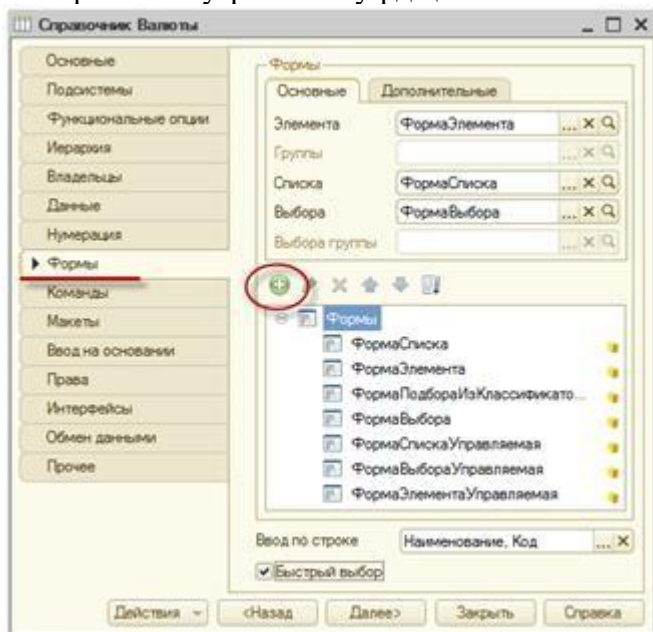 Справочник Валюты
Основные
Подсистемы
Функциональные опции
Иерархия
Владельцы
Данные
Нумерация
Формы
Команды
Макеты
Ввод на основании
Права
Интерфейсы
Обмен данными
Прочее
Формы
Основные Дополнительные
Элемента ФормаЭлемента ...
Группы ...
Списка ФормаСписка ...
Выбора ФормаВыбора ...
Выбора группы ...
Формы
ФормаСписка
ФормаЭлемента
ФормаПодбораИзКлассификато...
ФормаВыбора
ФормаСпискаУправляемая
ФормаВыбораУправляемая
ФормаЭлементаУправляемая
Ввод по строке Наименование, Код ...
Быстрый выбор
Действия <Назад Далее> Закрыть Справка